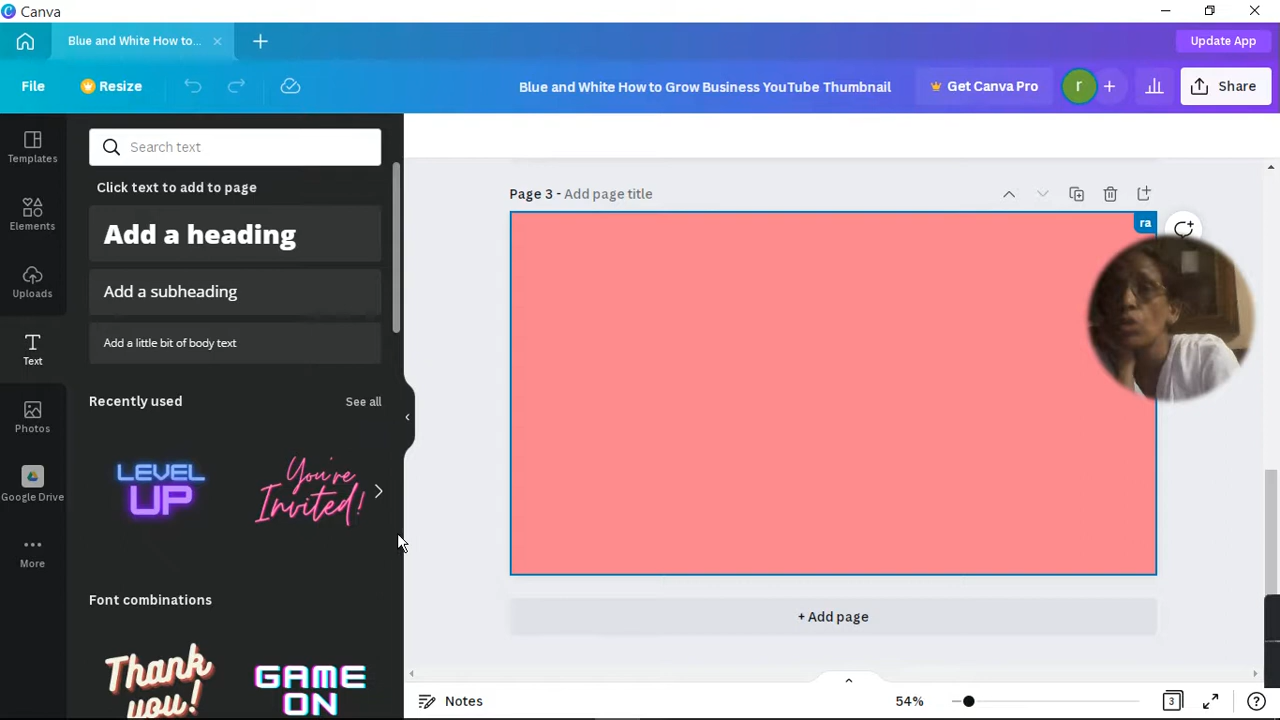 Canva
Blue and White How to...
Update App
File
Resize
Blue and White How to Grow Business YouTube Thumbnail
Get Canva Pro
r
Share
Templates
Elements
Uploads
Text
Photos
Google Drive
More
Search text
Click text to add to page
Add a heading
Add a subheading
Add a little bit of body text
Recently used
See all
LEVEL
UP
You're
Invited!
Font combinations
Thank
you!
GAME
ON
Page 3 - Add page title
ra
+ Add page
Notes
54%
3